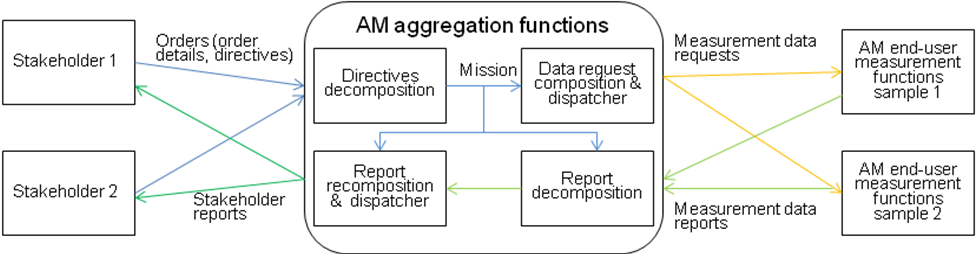 AM aggregation functions
Stakeholder 1
Orders (order
details, directives)
Directives
decomposition
Mission
Data request
composition &
dispatcher
Measurement data
requests
AM end-user
measurement
functions
sample 1
Stakeholder 2
Stakeholder
reports
Report
recomposition
& dispatcher
Report
decomposition
Measurement data
reports
AM end-user
measurement
functions
sample 2